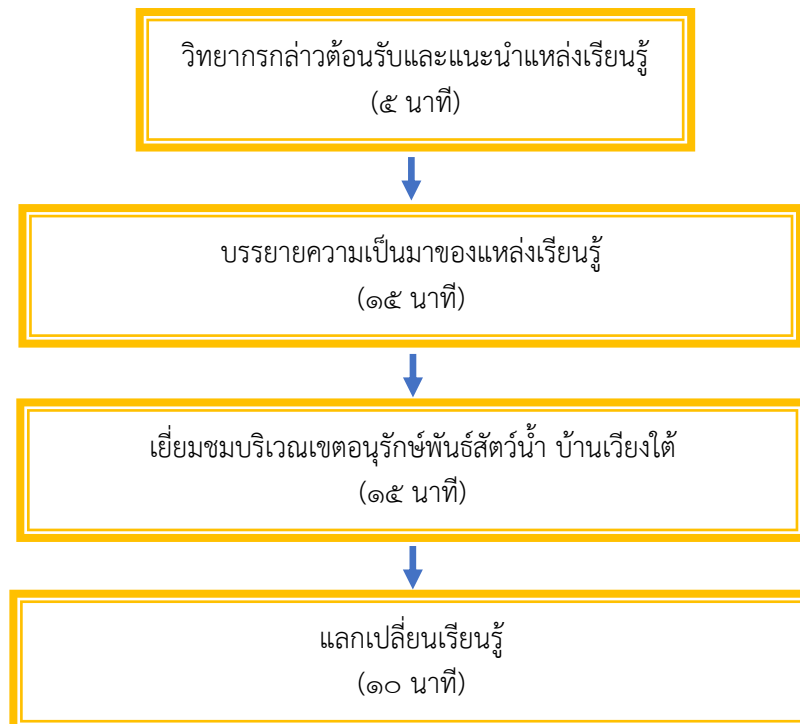 วิทยากรกล่าวต้อนรับและแนะนำแหล่งเรียนรู้
(๕ นาที)
บรรยายความเป็นมาของแหล่งเรียนรู้
(๑๕ นาที)
เยี่ยมชมบริเวณเขตอนุรักษ์พันธ์สัตว์น้ำ บ้านเวียงใต้
(๑๕ นาที)
แลกเปลี่ยนเรียนรู้
(๑๐ นาที)